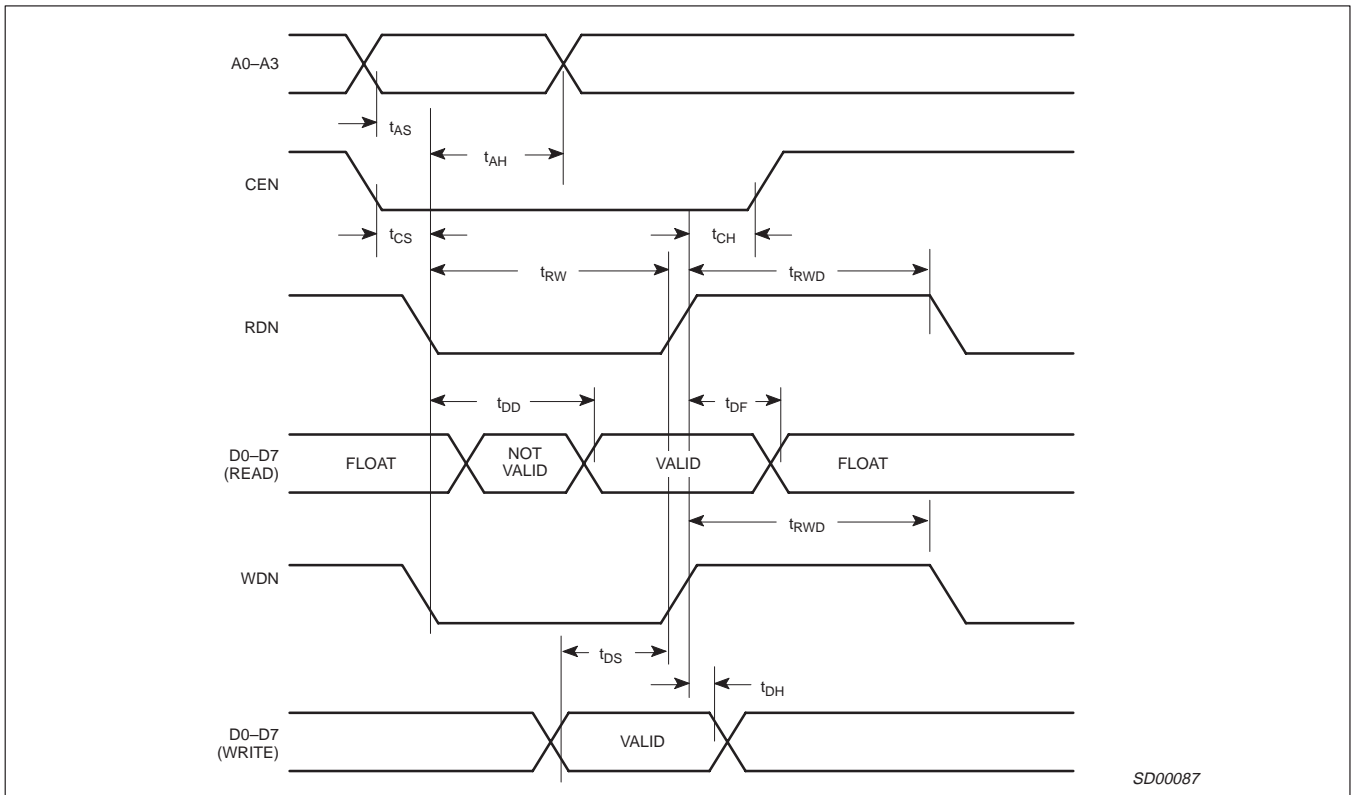 A0–A3
tAS
tAH
CEN
tCS
tCH
tRW
tRWD
RDN
tDD
tDF
D0–D7
(READ)
FLOAT
NOT
VALID
VALID
FLOAT
tRWD
WDN
tDS
tDH
D0–D7
(WRITE)
VALID
SD00087